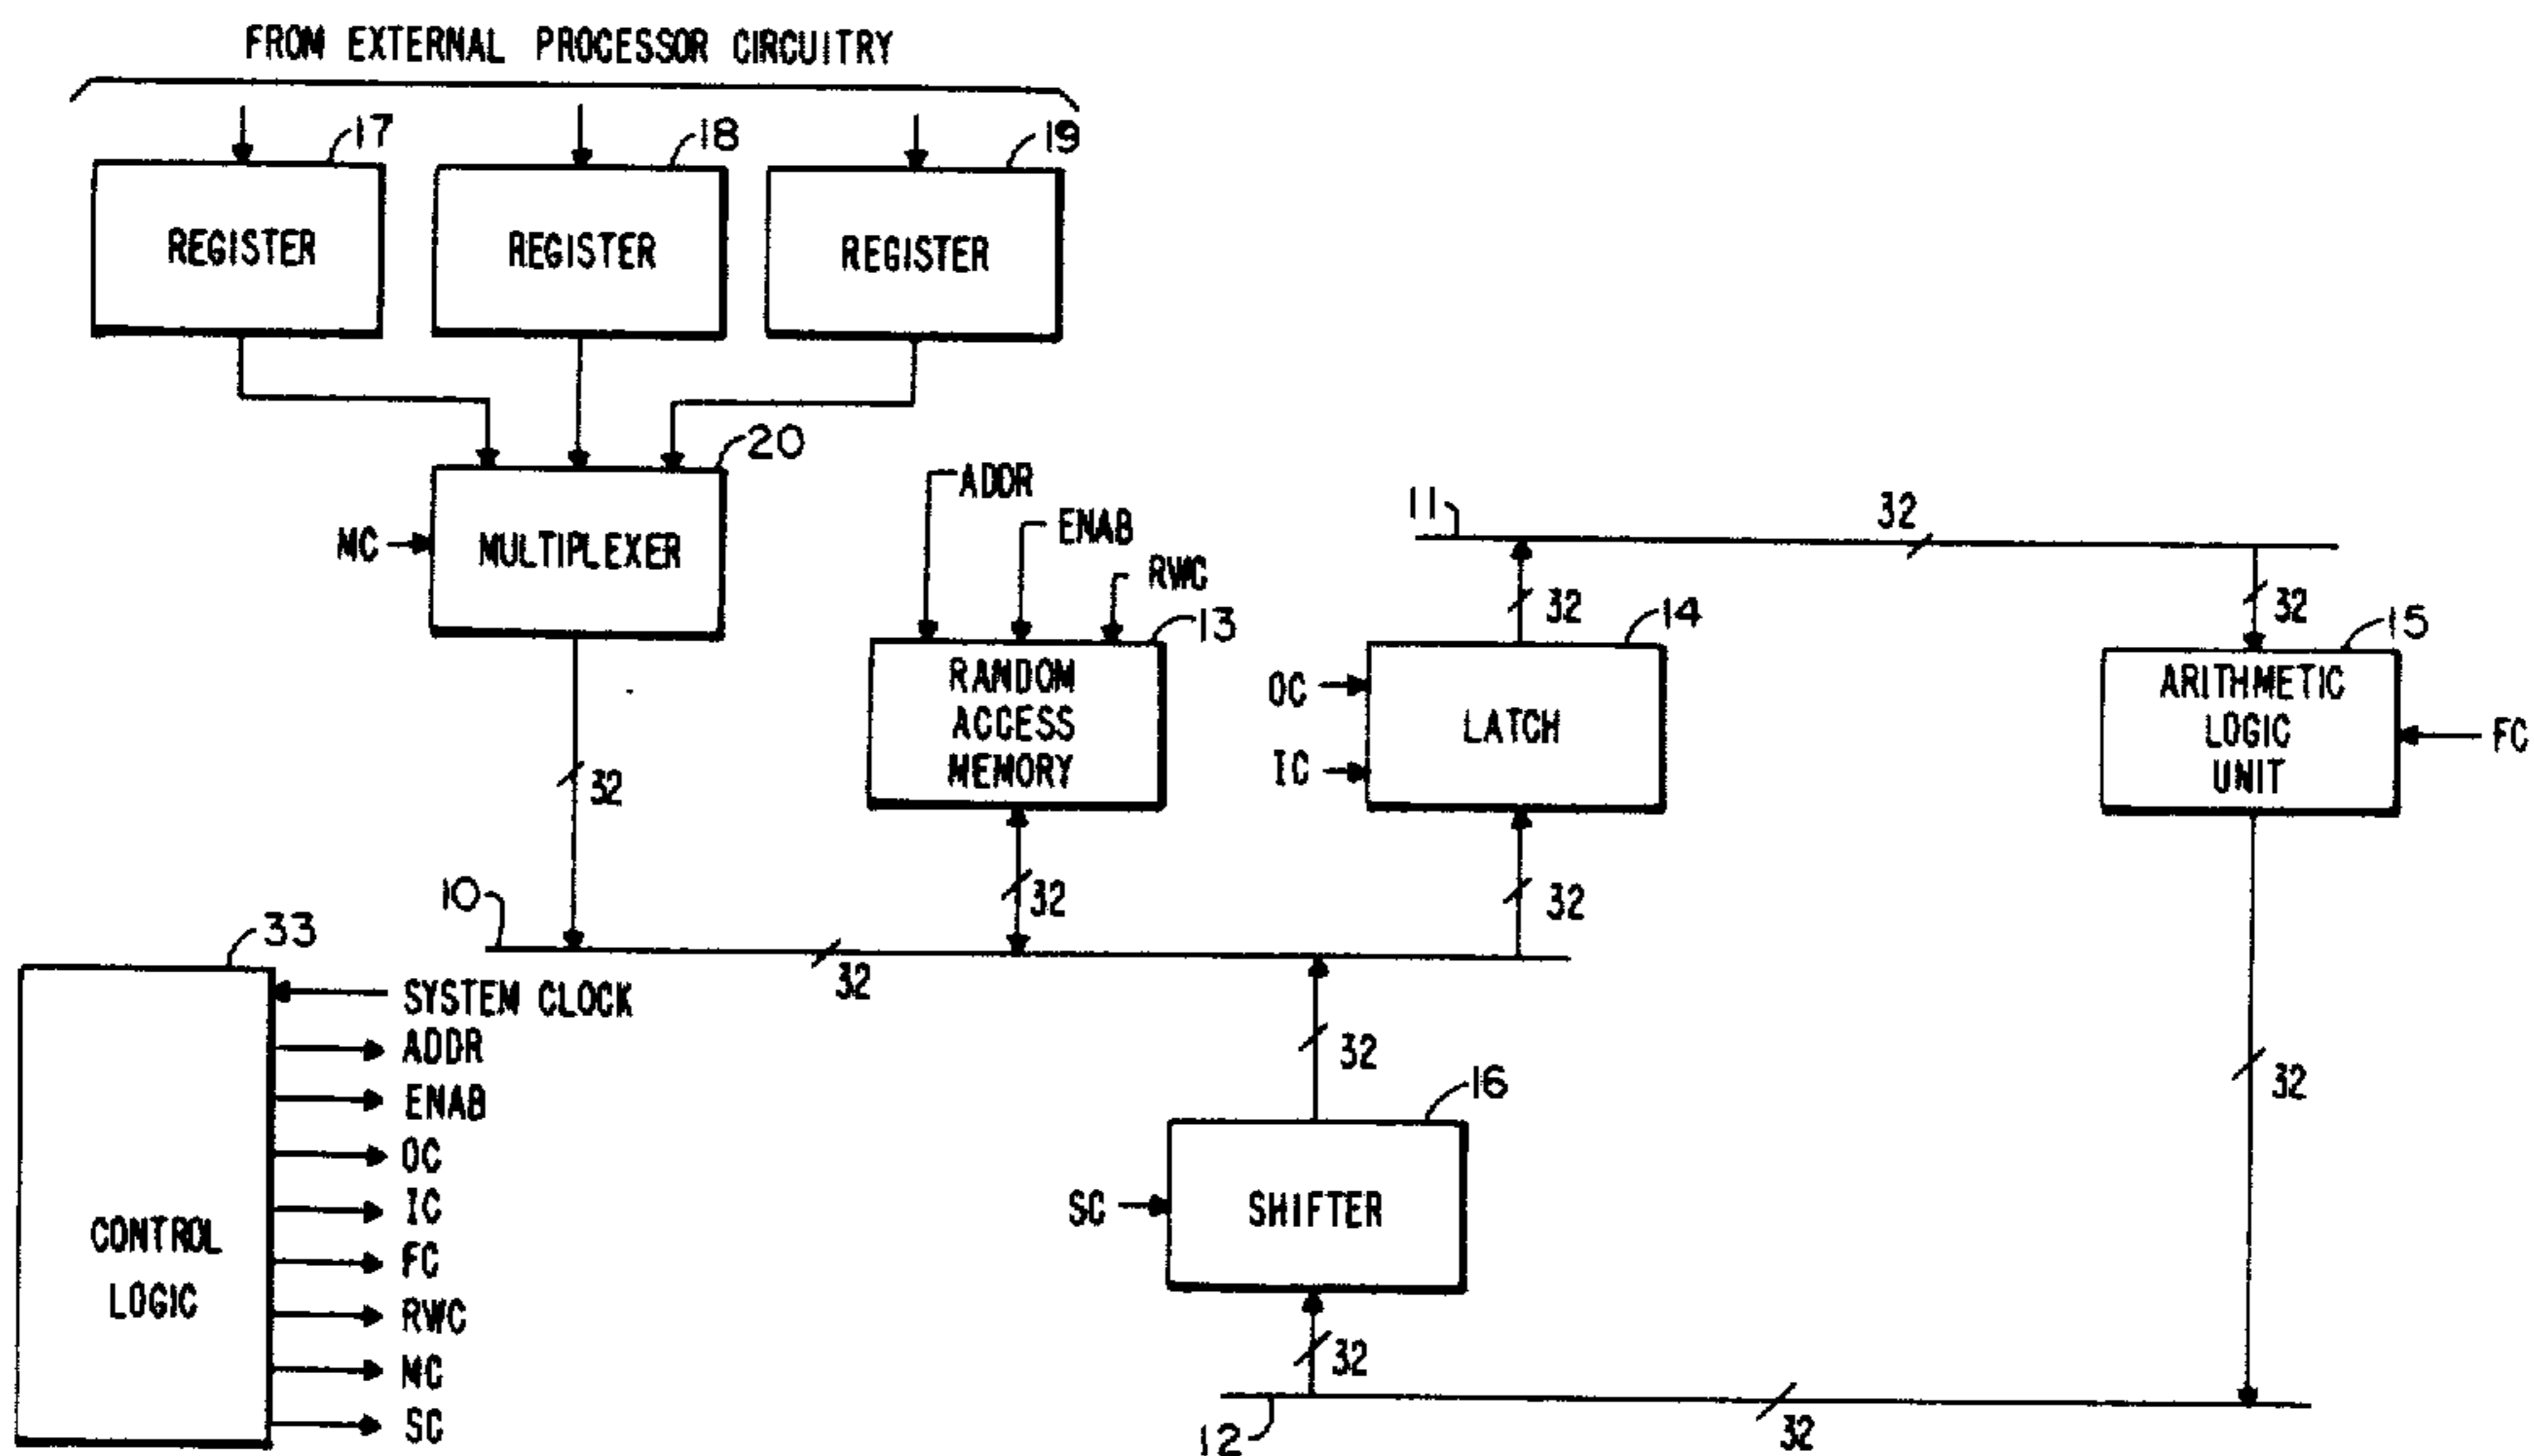 FROM EXTERNAL PROCESSOR CIRCUITRY
17
18
19
REGISTER
REGISTER
REGISTER
20
MC
MULTIPLEXER
32
ADDR
ENAB
RWC
13
RANDOM
ACCESS
MEMORY
32
11
32
32
14
OC
IC
LATCH
32
32
15
ARITHMETIC
LOGIC
UNIT
FC
32
10
32
32
16
SC
SHIFTER
32
12
32
33
CONTROL
LOGIC
SYSTEM CLOCK
ADDR
ENAB
OC
IC
FC
RWC
MC
SC